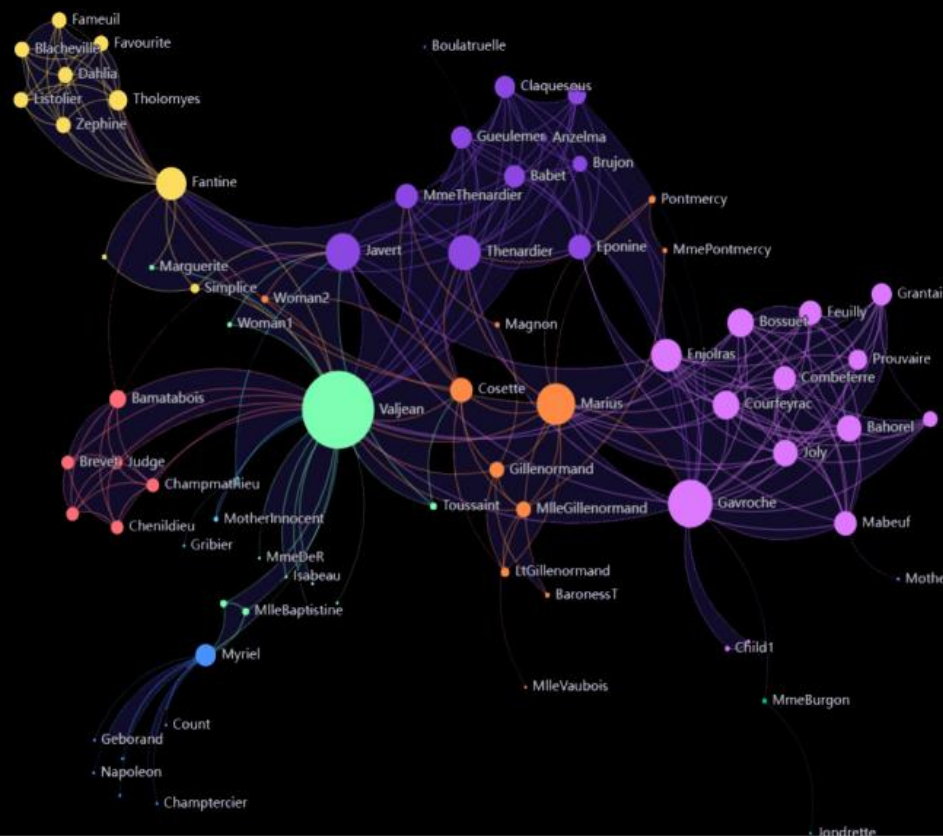 Fameuil
Favourite
Blacheville
Dahlia
Listolier
Tholomyes
Zephine
Boulatruelle
Claquesous
Gueulemer
Anzelma
Brujon
Babet
Fantine
MmeThenardier
Pontmercy
Javert
Thenardier
Eponine
MmePontmercy
Marguerite
Simplice
Woman2
Woman1
Magnon
Grantai
Feuilly
Bossuet
Enjolras
Prouvaire
Combeferre
Cosette
Marius
Courfeyrac
Bamatabois
Valjean
Bahorel
Joly
Brevet
Judge
Gillenormand
Champmathieu
Toussaint
MlleGillenormand
Gavroche
MotherInnocent
Chenildieu
Mabeuf
Gribier
MmeDeR
Isabeau
LtGillenormand
Mothe
BaronessT
MlleBaptistine
Child1
Myriel
MlleVaubois
MmeBurgon
Count
Geborand
Napoleon
Champtercier
Jondrette